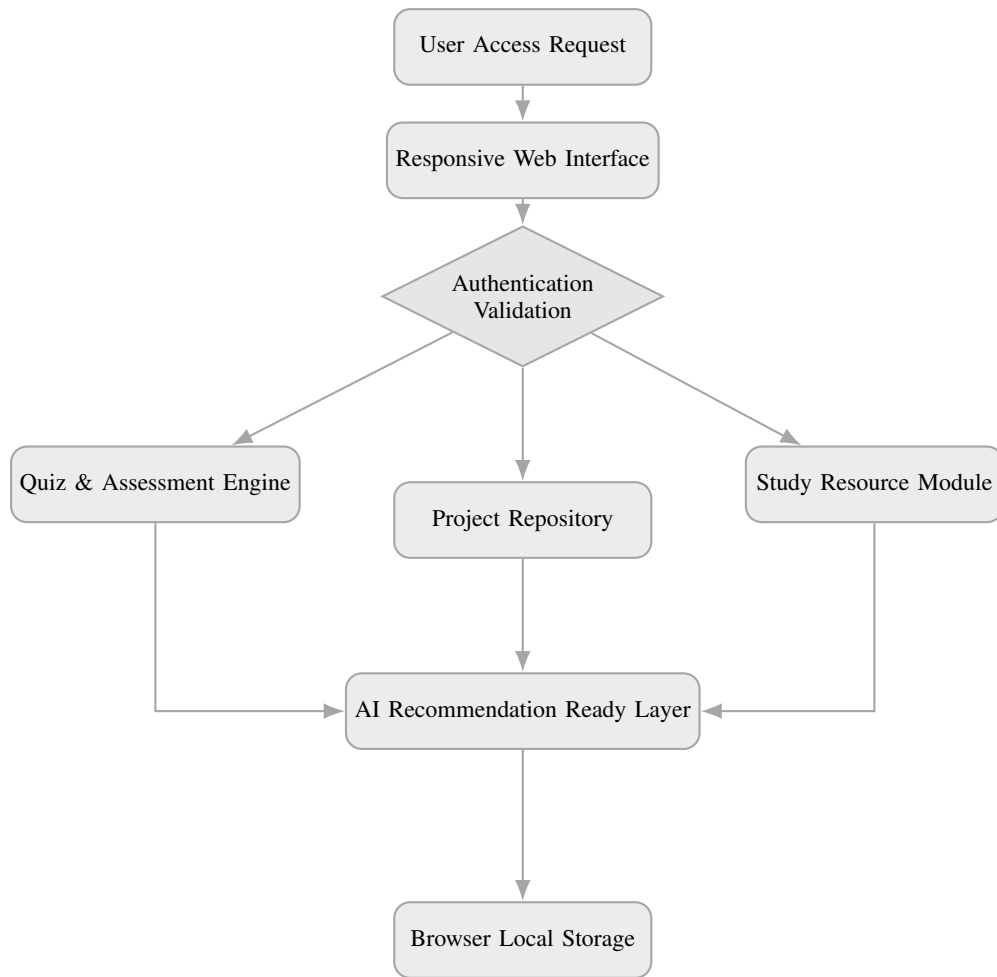 User Access Request
Responsive Web Interface
Authentication
Validation
Quiz & Assessment Engine
Study Resource Module
Project Repository
AI Recommendation Ready Layer
Browser Local Storage